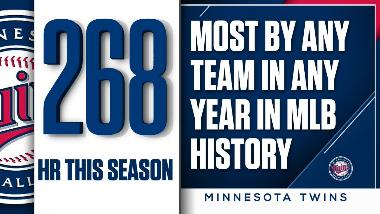 268
HR THIS SEASON
MOST BY ANY
TEAM IN ANY
YEAR IN MLB
HISTORY
MINNESOTA TWINS